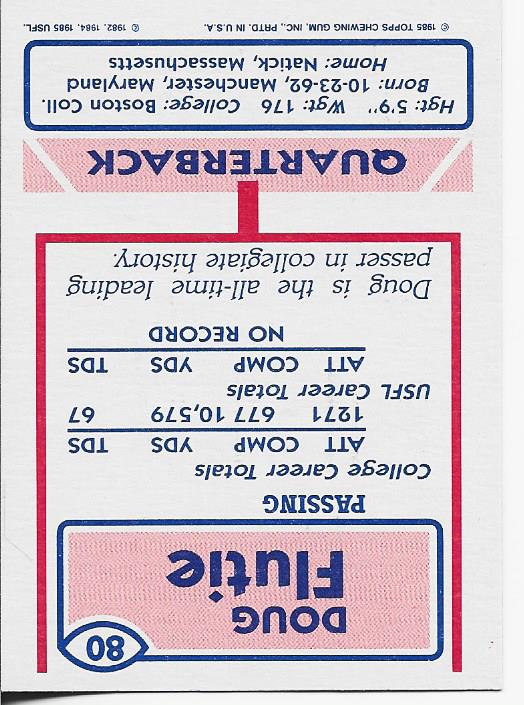 80
DOUG
Flutie
PASSING
College Career Totals
ATT COMP YDS TDS
1271 677 10,579 67
USFL Career Totals
ATT COMP YDS TDS
NO RECORD
Doug is the all-time leading
passer in collegiate history.
QUARTERBACK
Hgt: 5'9" Wgt: 176 College: Boston Coll.
Born: 10-23-62, Manchester, Maryland
Home: Natick, Massachusetts
© 1985 TOPPS CHEWING GUM, INC., PRTD. IN U.S.A. © 1982, 1984, 1985 USFL.